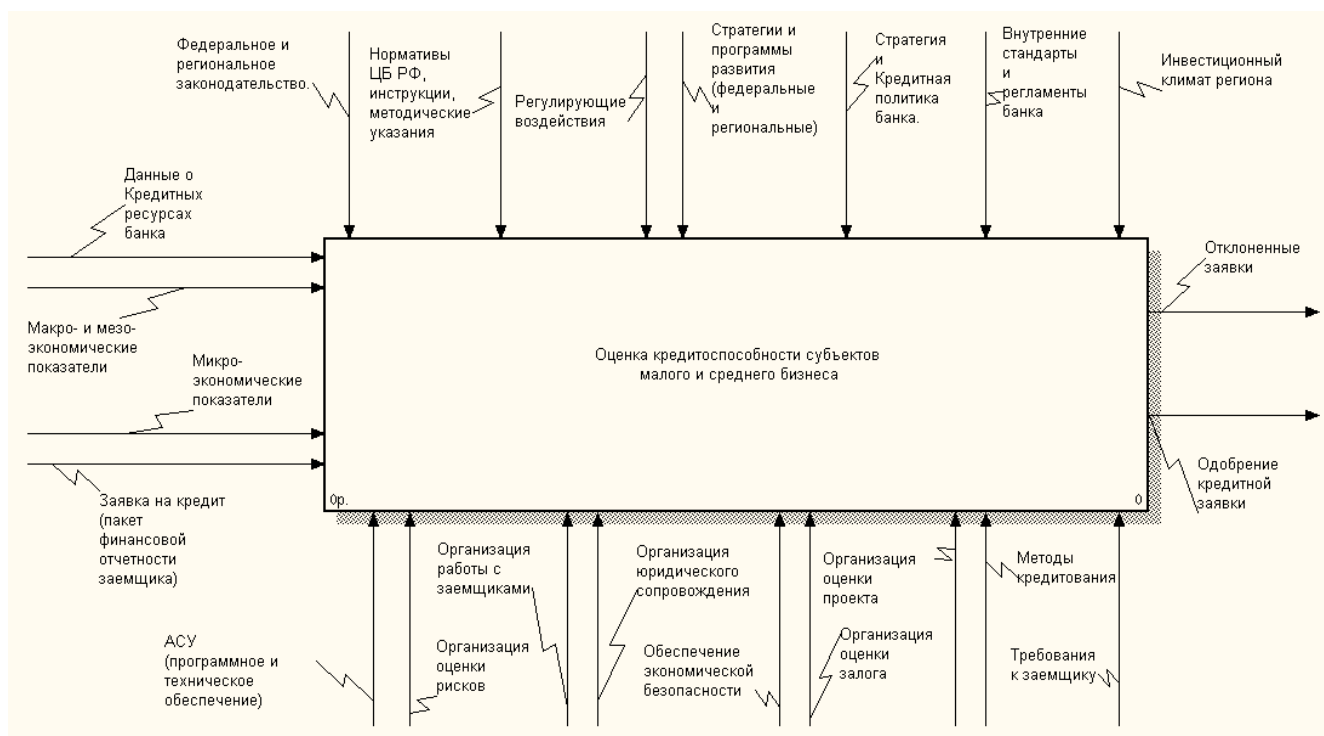 Федеральное и
региональное
законодательство.
Нормативы
ЦБ РФ,
инструкции,
методические
указания
Регулирующие
воздействия
Стратегии и
программы
развития
(федеральные
и
региональные)
Стратегия
и
Кредитная
политика
банка.
Внутренние
стандарты
и
регламенты
банка
Инвестиционный
климат региона
Данные о
Кредитных
ресурсах
банка
Макро- и мезо-
экономические
показатели
Микро-
экономические
показатели
Заявка на кредит
(пакет
финансовой
отчетности
заемщика)
Оценка кредитоспособности субъектов
малого и среднего бизнеса
0р.
0
Отклоненные
заявки
Одобрение
кредитной
заявки
АСУ
(программное и
техническое
обеспечение)
Организация
оценки
рисков
Организация
работы с
заемщиками
Организация
юридического
сопровождения
Обеспечение
экономической
безопасности
Организация
оценки
залога
Организация
оценки
проекта
Методы
кредитования
Требования
к заемщику